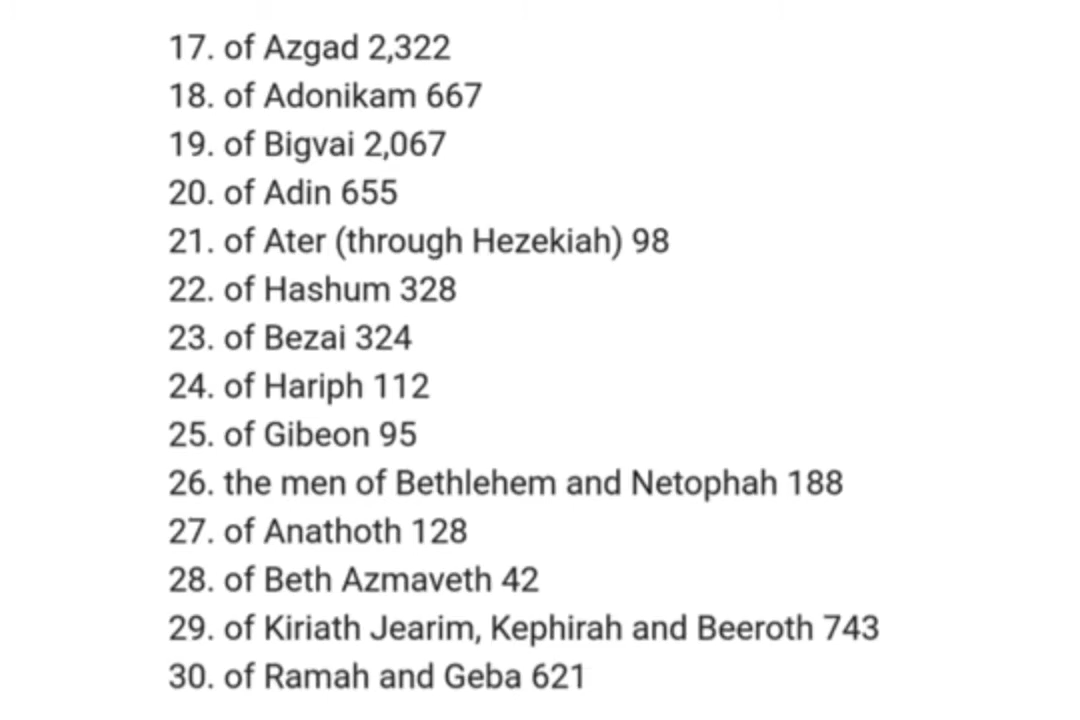 17. of Azgad 2,322
18. of Adonikam 667
19. of Bigvai 2,067
20. of Adin 655
21. of Ater (through Hezekiah) 98
22. of Hashum 328
23. of Bezai 324
24. of Hariph 112
25. of Gibeon 95
26. the men of Bethlehem and Netophah 188
27. of Anathoth 128
28. of Beth Azmaveth 42
29. of Kiriath Jearim, Kephirah and Beeroth 743
30. of Ramah and Geba 621